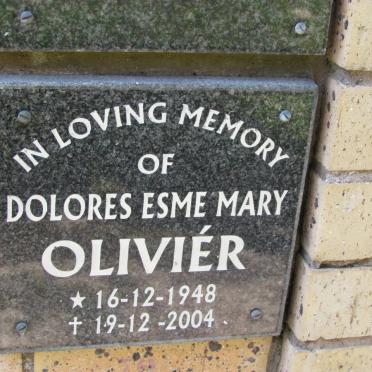 IN LOVING MEMORY
OF
DOLORES ESME MARY
OLIVIÉR
★ 16-12-1948
✝ 19-12-2004